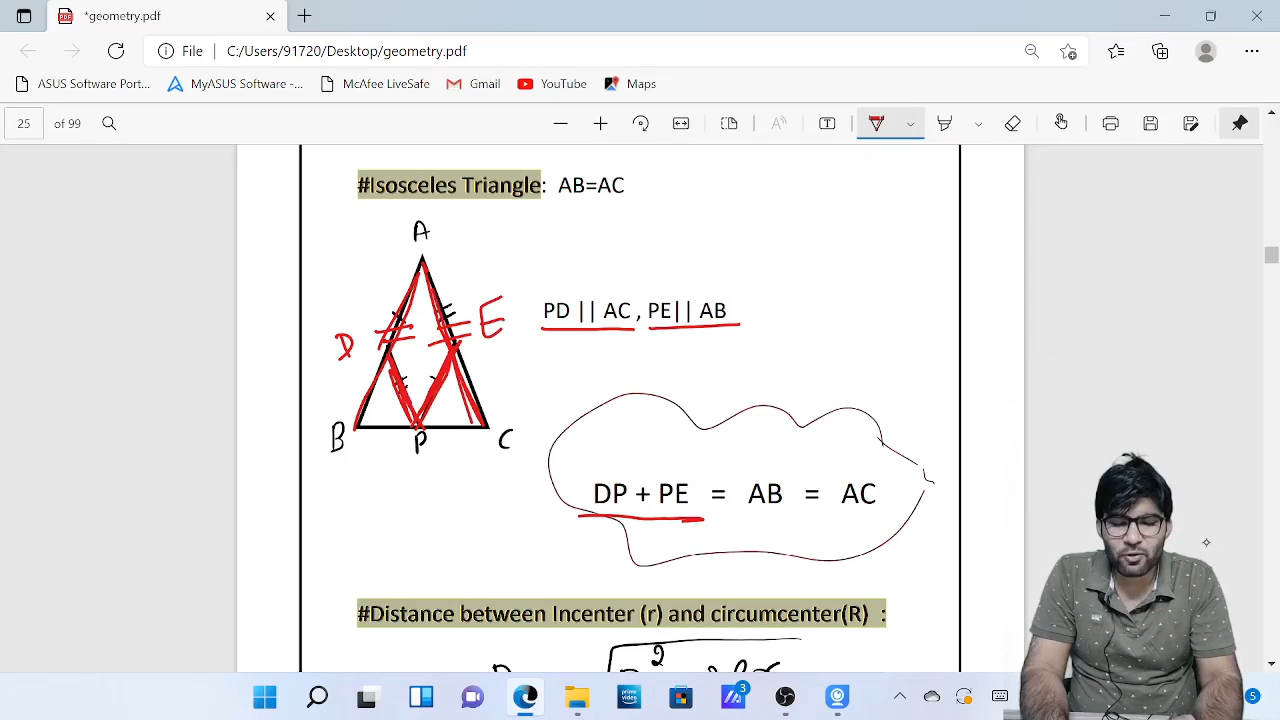 *geometry.pdf
File C:/Users/91720/Desktop/geometry.pdf
ASUS Software Port... MyASUS Software -... McAfee LiveSafe Gmail YouTube Maps
25 of 99
#Isosceles Triangle: AB=AC
A
PD || AC , PE|| AB
D E
B P C
DP + PE = AB = AC
#Distance between Incenter (r) and circumcenter(R) :
3
5